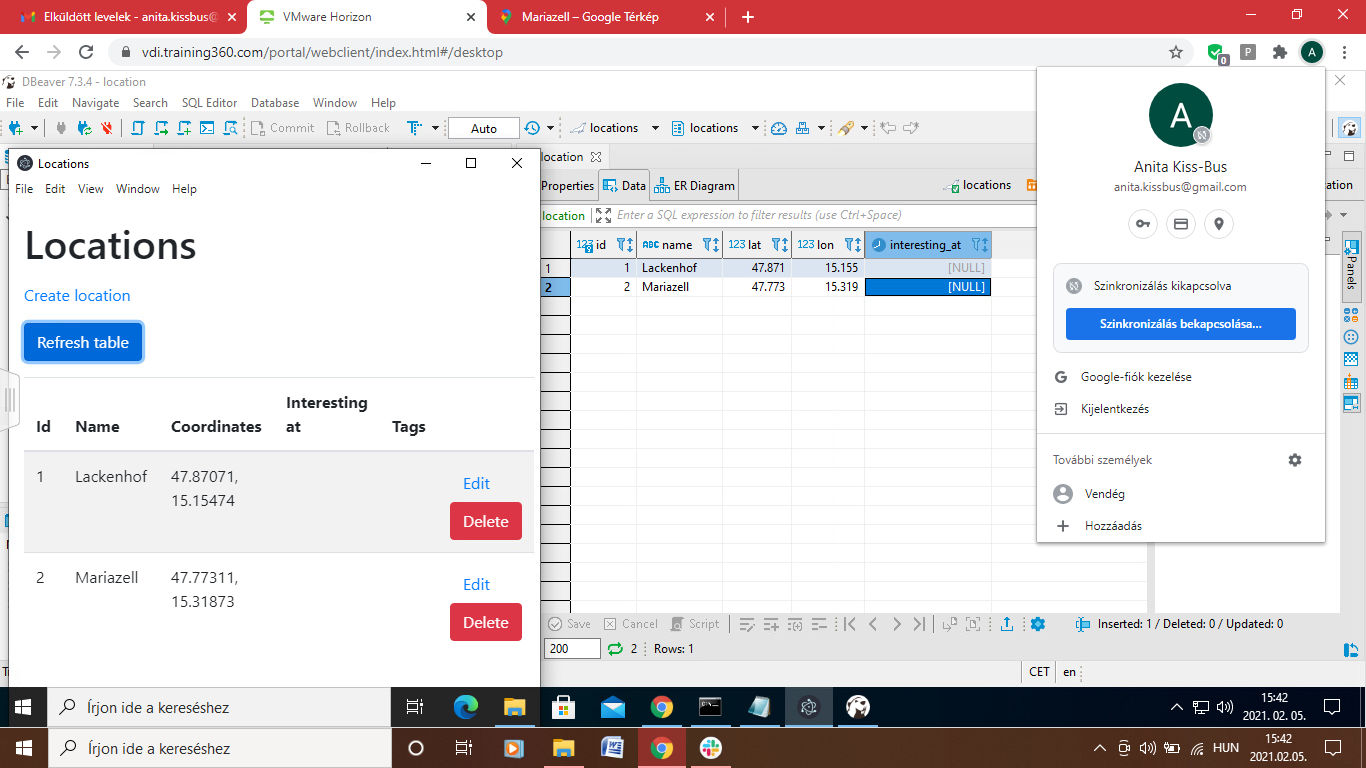 Elküldött levelek - anita.kissbus@
VMware Horizon
Mariazell – Google Térkép
vdi.training360.com/portal/webclient/index.html#/desktop
0
P
A
DBeaver 7.3.4 - location
File Edit Navigate Search SQL Editor Database Window Help
Commit Rollback Auto locations locations
location
Properties Data ER Diagram locations
location Enter a SQL expression to filter results (use Ctrl+Space)
123 id ABC name 123 lat 123 lon interesting_at
1 1 Lackenhof 47.871 15.155 [NULL]
2 2 Mariazell 47.773 15.319 [NULL]
Panels
Save Cancel Script Inserted: 1 / Deleted: 0 / Updated: 0
200 2 Rows: 1
CET en
Locations
File Edit View Window Help
Locations
Create location
Refresh table
Id Name Coordinates Interesting at Tags
1 Lackenhof 47.87071,
15.15474
Edit
Delete
2 Mariazell 47.77311,
15.31873
Edit
Delete
A
Anita Kiss-Bus
anita.kissbus@gmail.com
Szinkronizálás kikapcsolva
Szinkronizálás bekapcsolása...
Google-fiók kezelése
Kijelentkezés
További személyek
Vendég
Hozzáadás
Írjon ide a kereséshez
15:42
2021. 02. 05.
Írjon ide a kereséshez
HUN
15:42
2021.02.05.